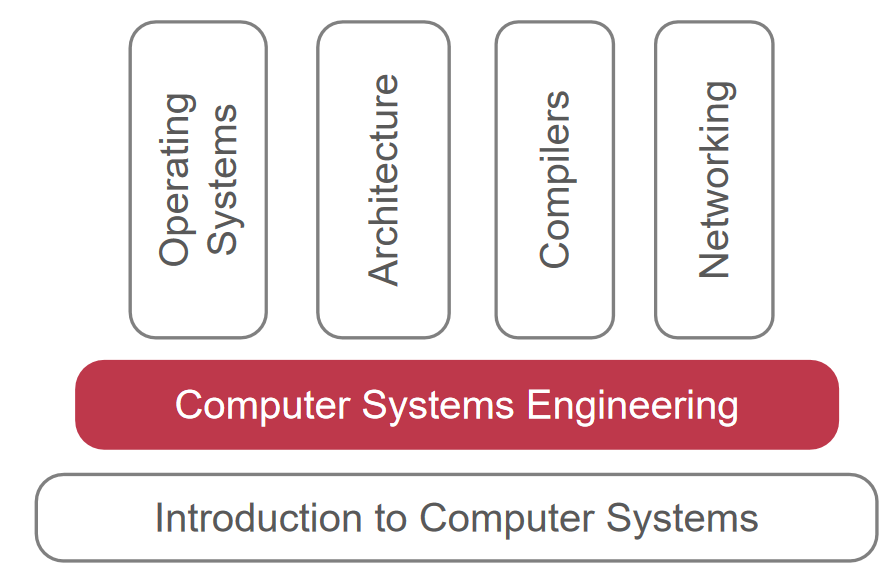 Operating
Systems
Architecture
Compilers
Networking
Computer Systems Engineering
Introduction to Computer Systems